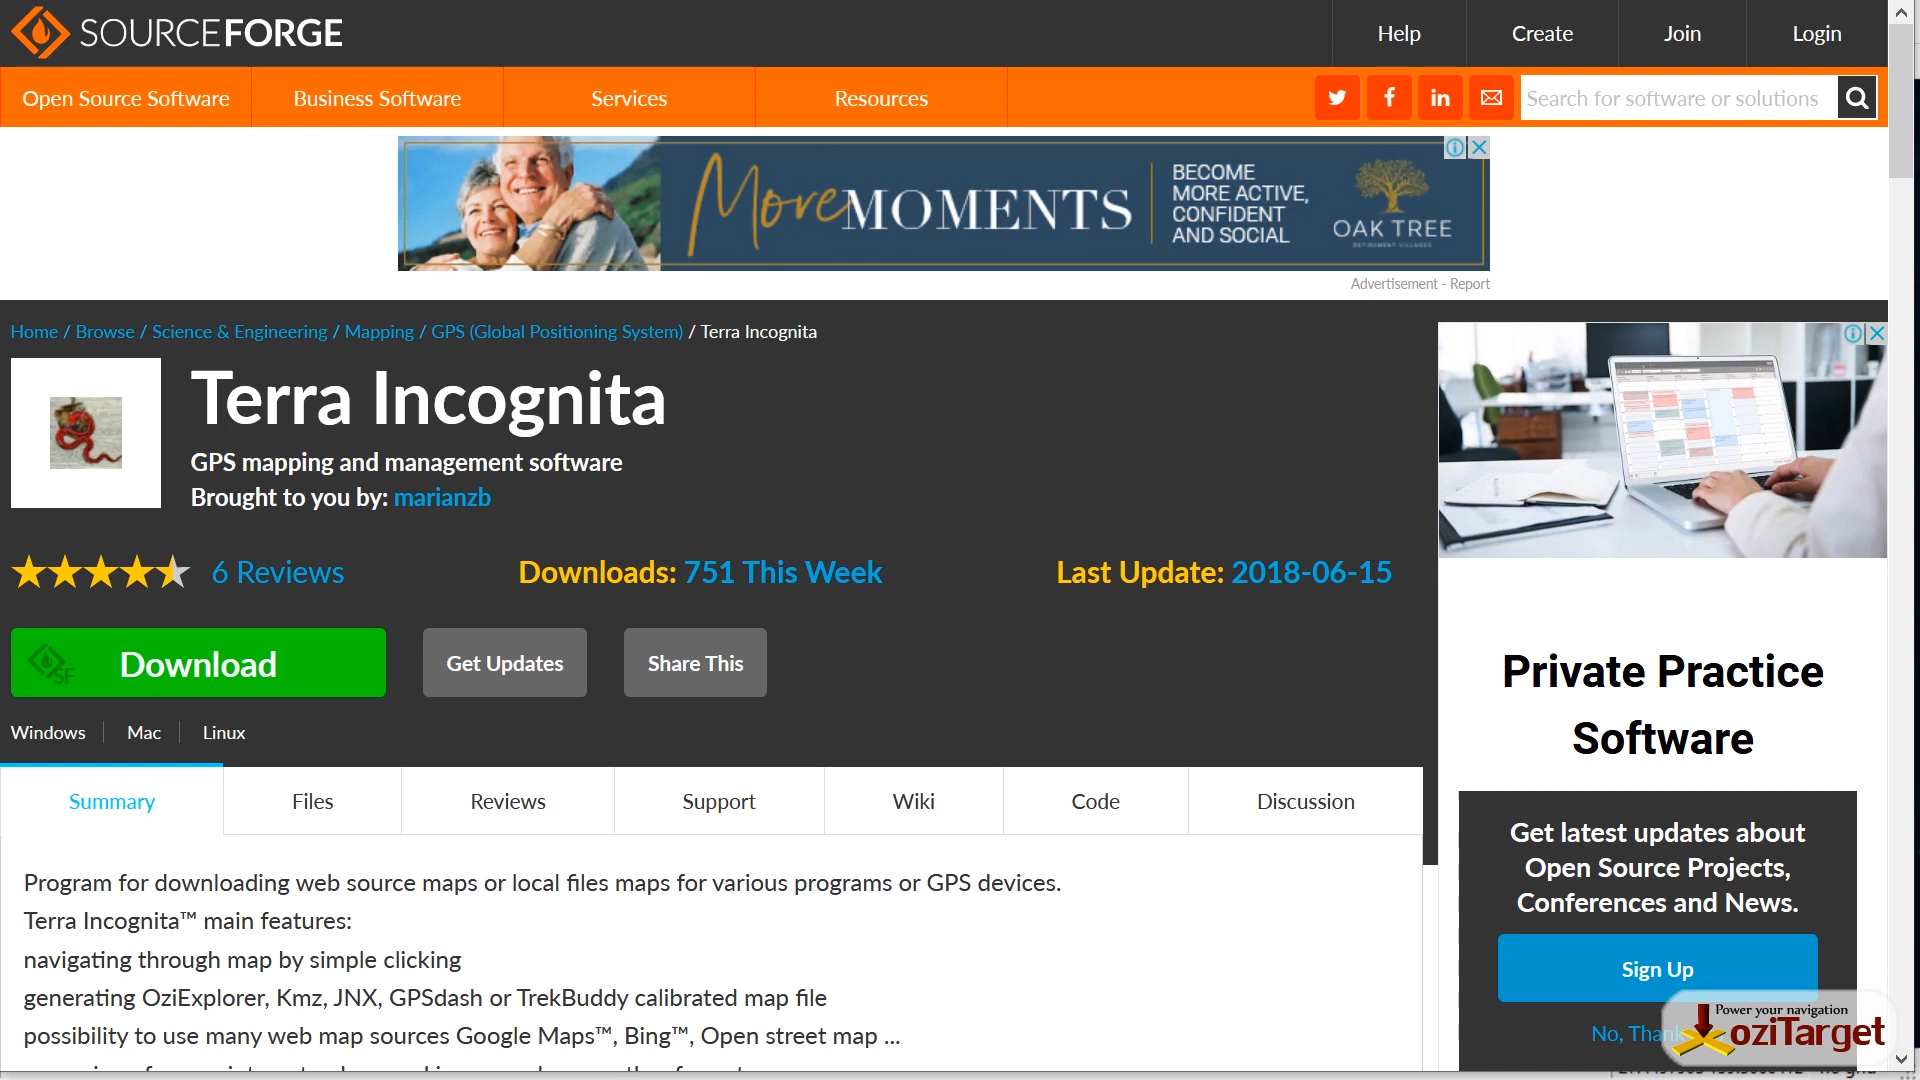 SOURCEFORGE
Help
Create
Join
Login
Open Source Software
Business Software
Services
Resources
Search for software or solutions
More MOMENTS
BECOME
MORE ACTIVE,
CONFIDENT
AND SOCIAL
OAK TREE
RETIREMENT VILLAGES
Advertisement - Report
Home / Browse / Science & Engineering / Mapping / GPS (Global Positioning System) / Terra Incognita
Terra Incognita
GPS mapping and management software
Brought to you by: marianzb
6 Reviews
Downloads: 751 This Week
Last Update: 2018-06-15
Download
SF
Get Updates
Share This
Windows
Mac
Linux
Summary
Files
Reviews
Support
Wiki
Code
Discussion
Program for downloading web source maps or local files maps for various programs or GPS devices.
Terra Incognita™ main features:
navigating through map by simple clicking
generating OziExplorer, Kmz, JNX, GPSdash or TrekBuddy calibrated map file
possibility to use many web map sources Google Maps™, Bing™, Open street map ...
Private Practice
Software
Get latest updates about
Open Source Projects,
Conferences and News.
Sign Up
No, Thank
Power your navigation
oziTarget